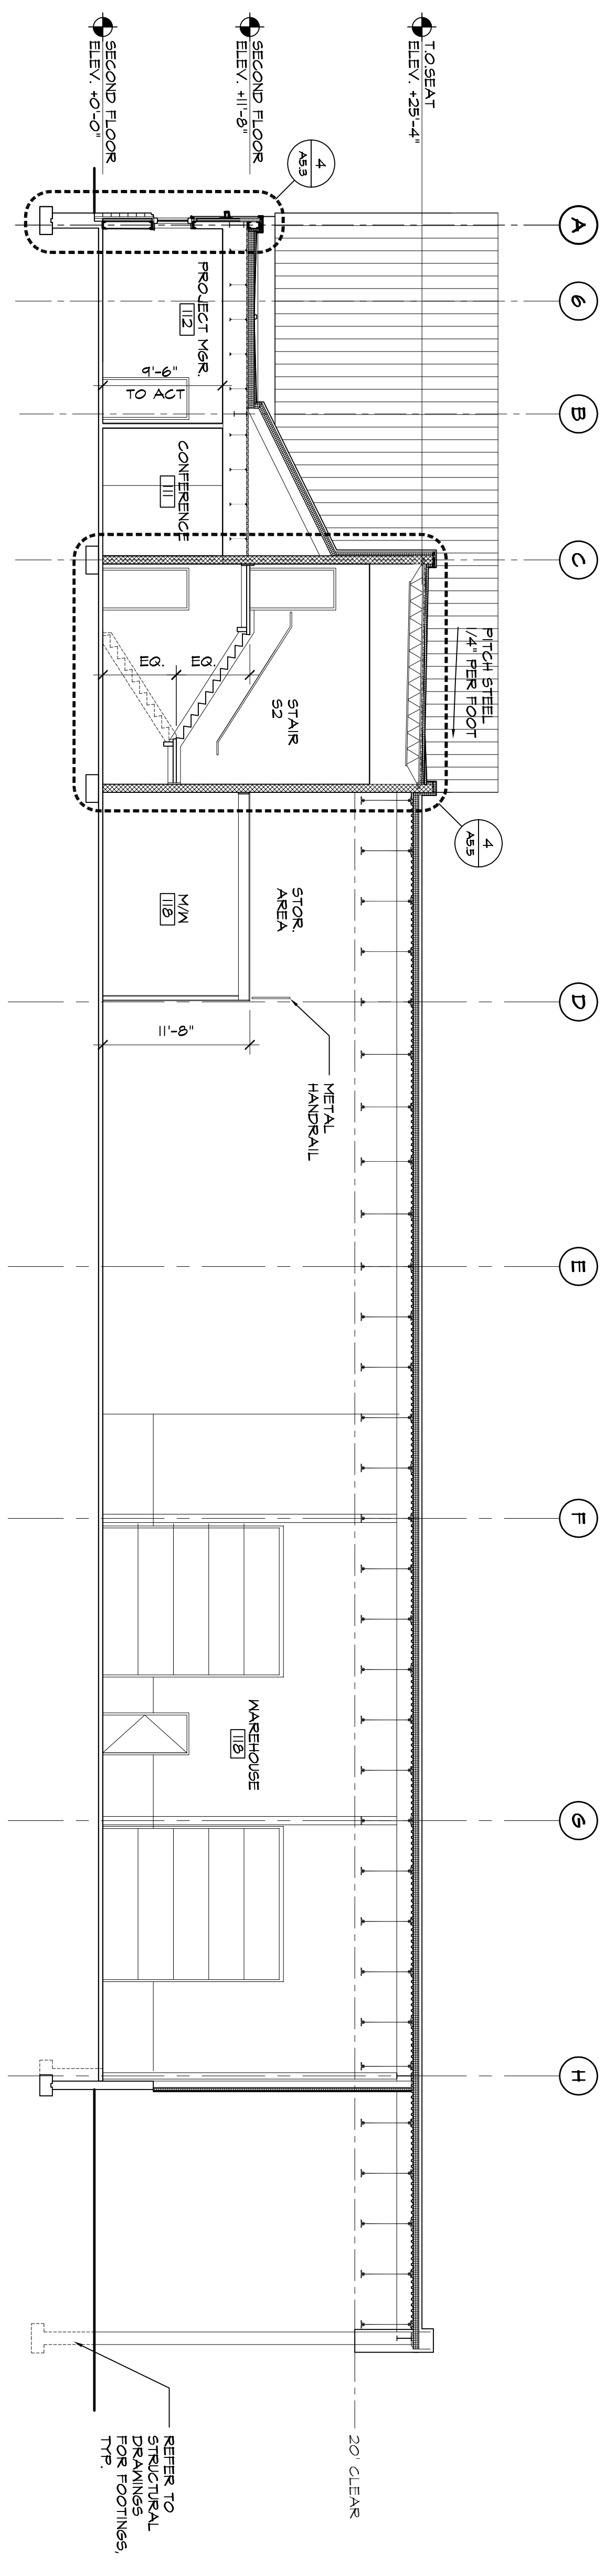 T.O.SEAT
ELEV. +25'-4"
SECOND FLOOR
ELEV. +11'-8"
SECOND FLOOR
ELEV. +0'-0"
4
A5.3
A
6
B
C
D
E
F
G
H
PROJECT MGR.
112
9'-6"
TO ACT
CONFERENCE
111
PITCH STEEL
1/4" PER FOOT
EQ.
EQ.
STAIR
S2
4
A5.5
STOR.
AREA
M/W
118
11'-8"
METAL
HANDRAIL
WAREHOUSE
118
20' CLEAR
REFER TO
STRUCTURAL
DRAWINGS
FOR FOOTINGS,
TYP.